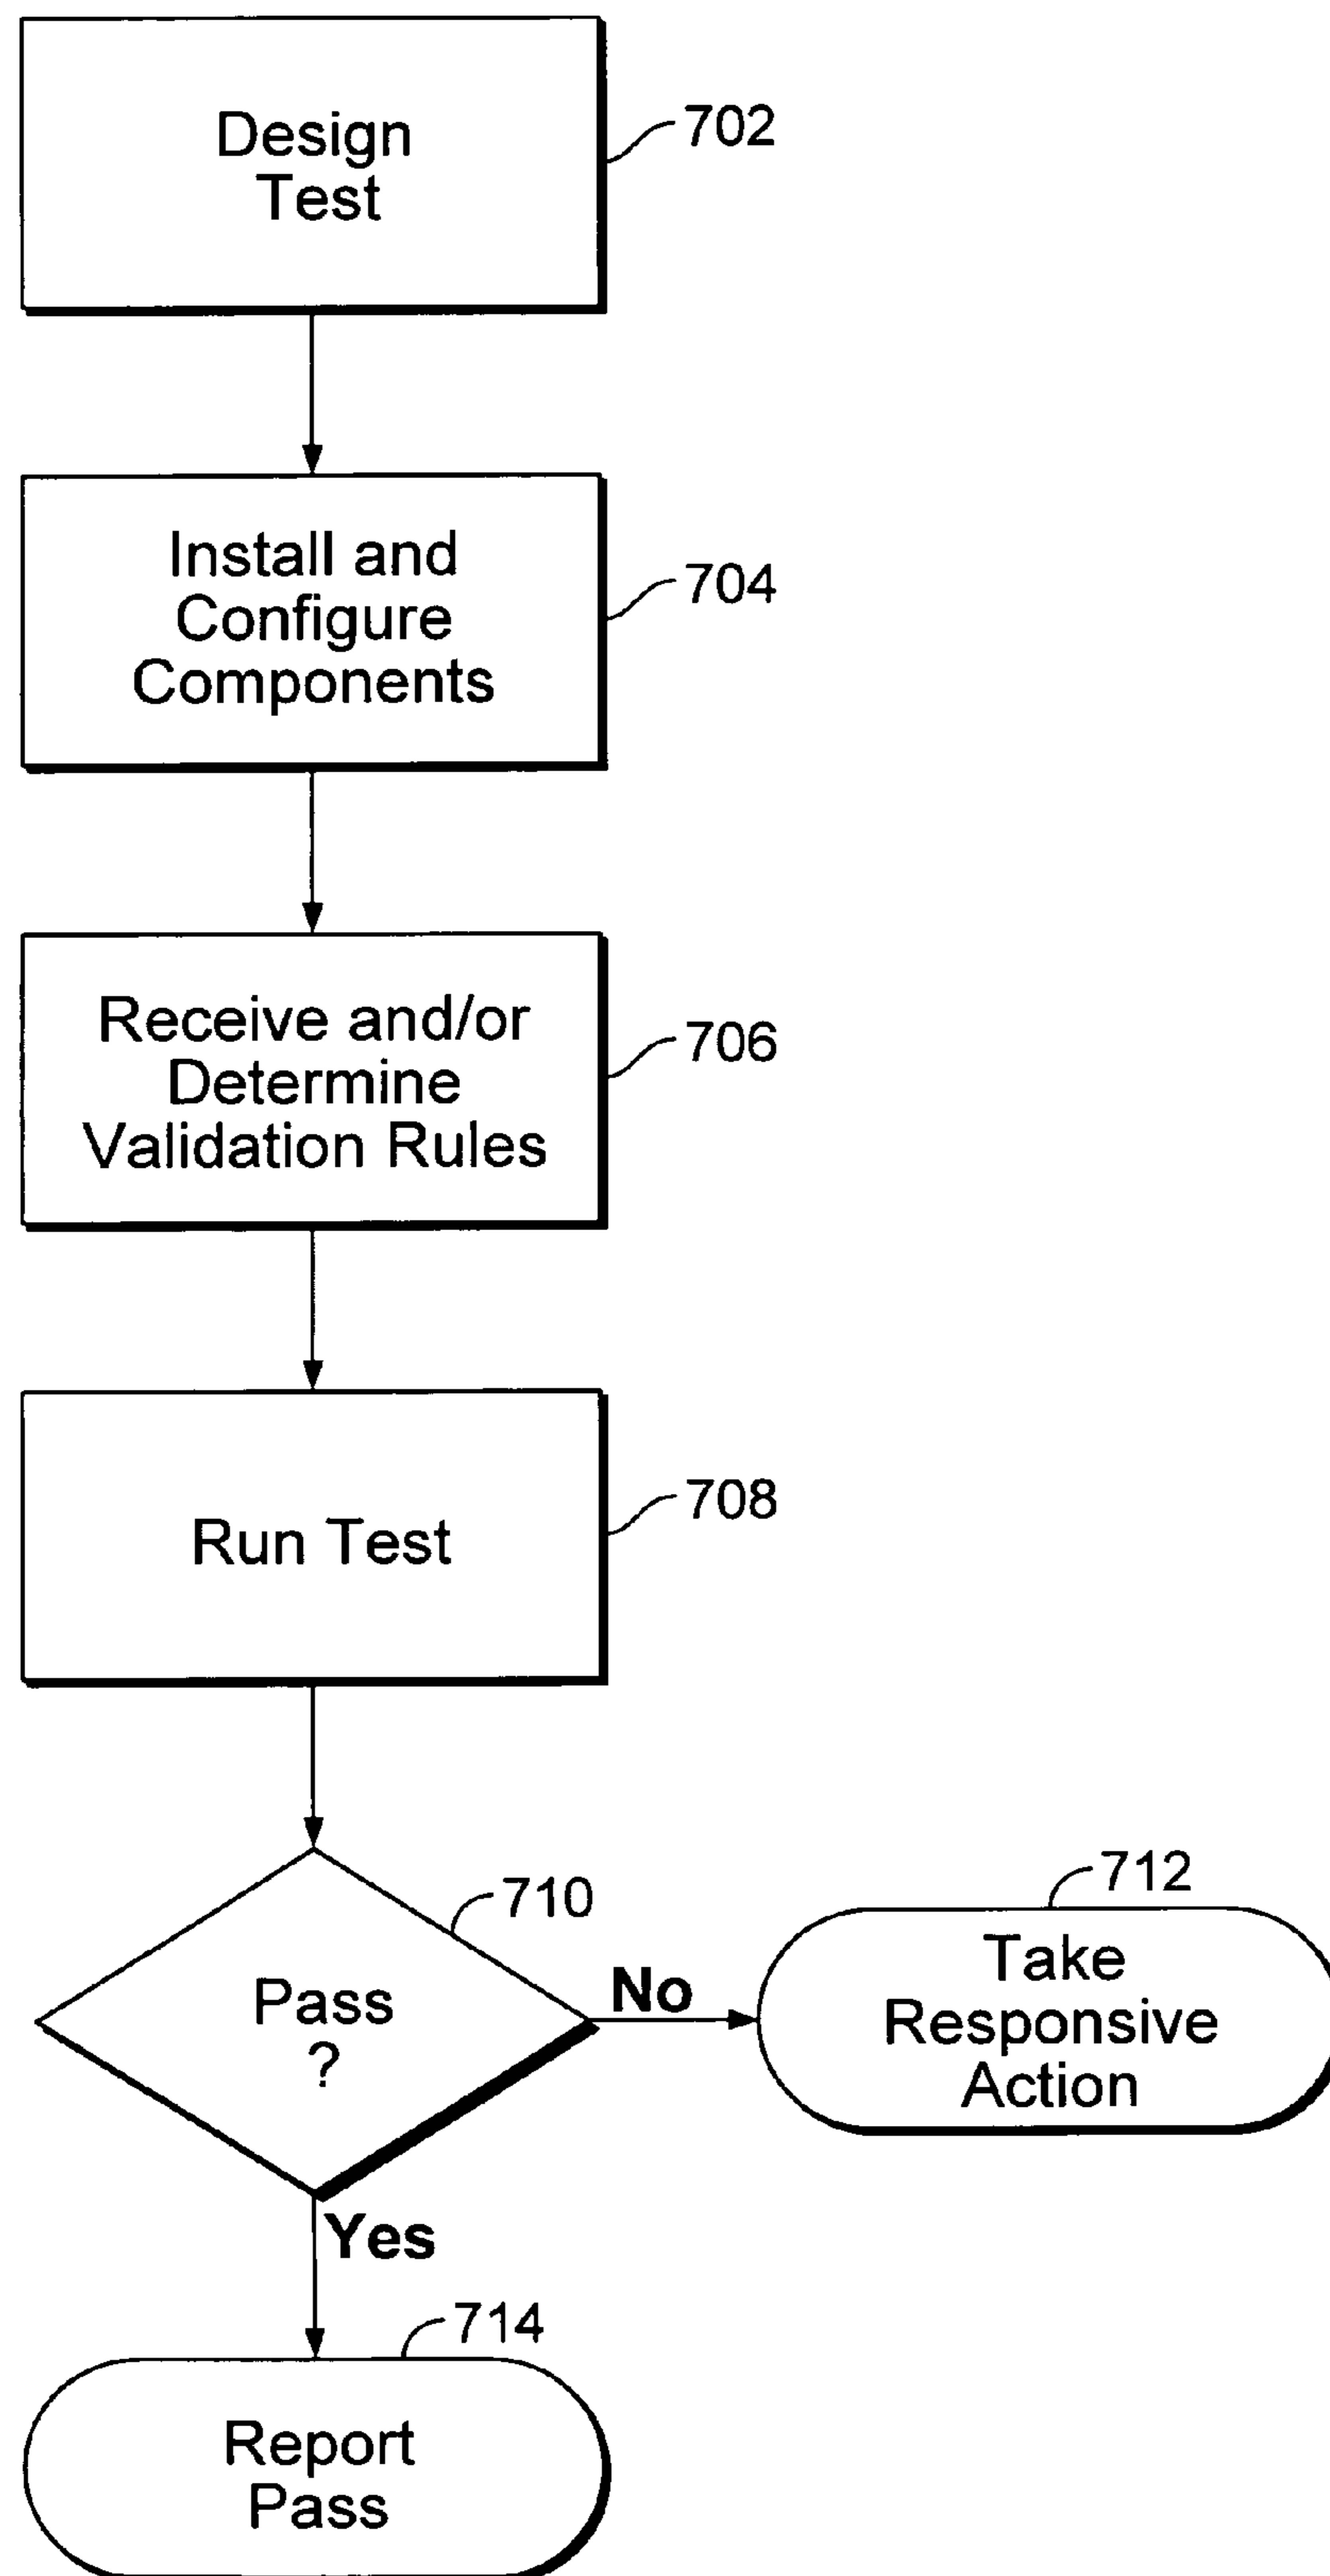 Design
Test
702
Install and
Configure
Components
704
Receive and/or
Determine
Validation Rules
706
Run Test
708
Pass
?
710
No
712
Take
Responsive
Action
Yes
714
Report
Pass